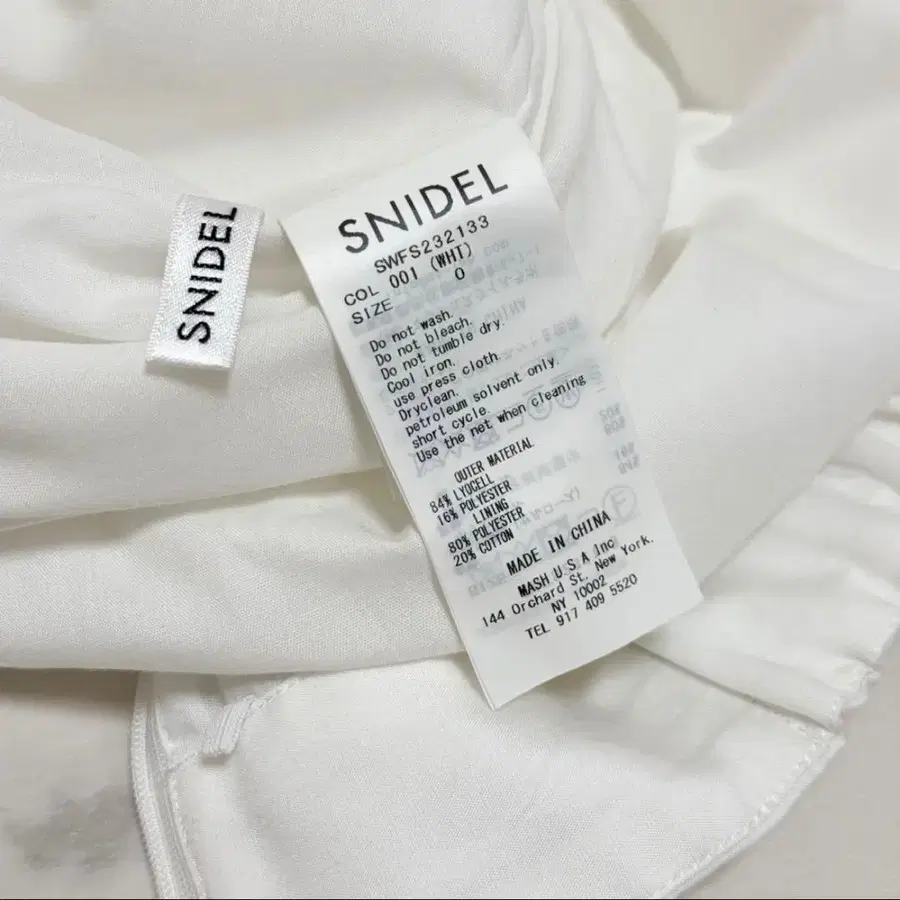 SNIDEL
SNIDEL
SWFS232133
COL 001 (WHT)
SIZE 0
Do not wash.
Do not bleach.
Do not tumble dry.
Cool iron.
use press cloth.
Dryclean.
petroleum solvent only.
short cycle.
Use the net when cleaning
OUTER MATERIAL
84% LYOCELL
16% POLYESTER
LINING
80% POLYESTER
20% COTTON
MADE IN CHINA
MASH U.S.A Inc.
144 Orchard St. New York.
NY 10002
TEL 917 409 5520